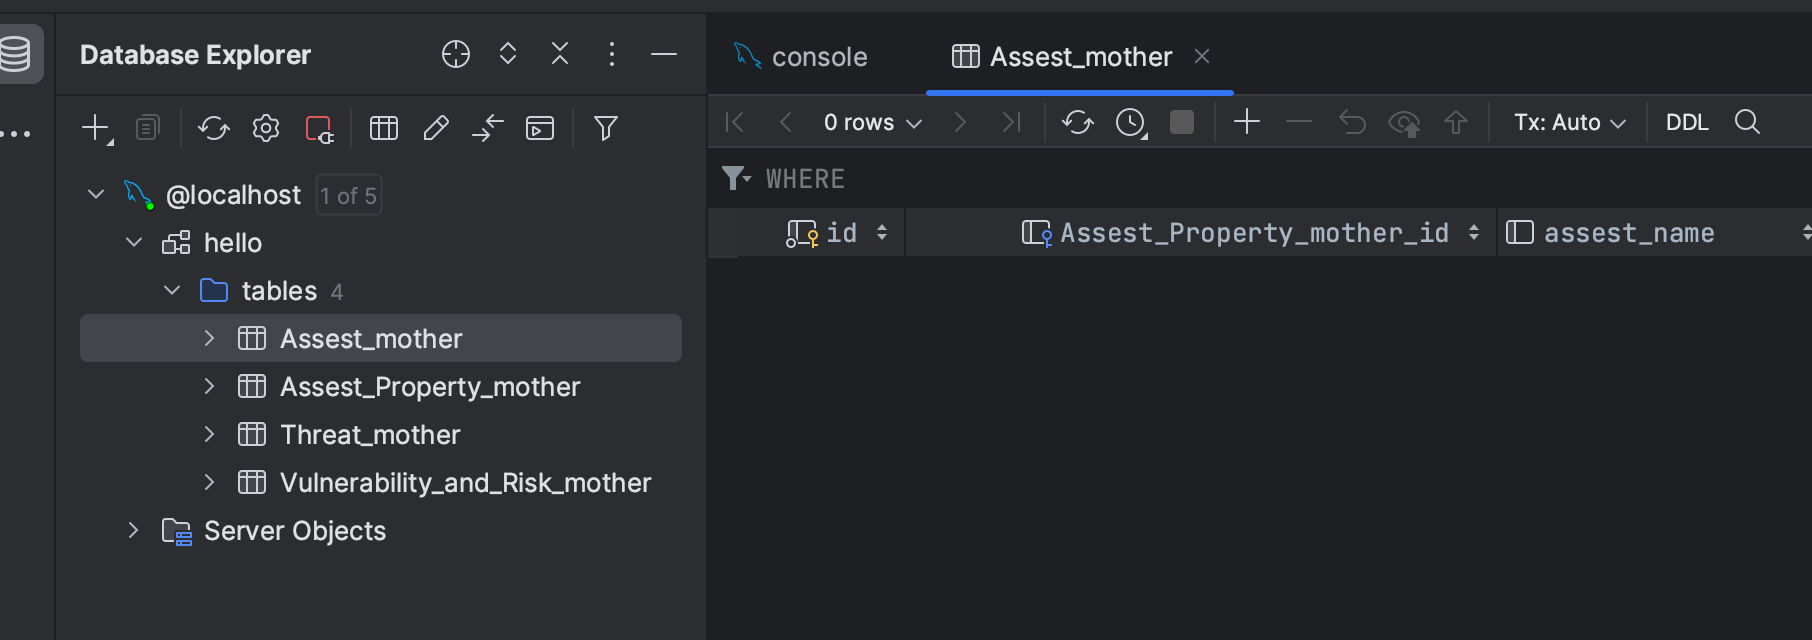 Database Explorer
@localhost 1 of 5
hello
tables 4
Assest_mother
Assest_Property_mother
Threat_mother
Vulnerability_and_Risk_mother
Server Objects
console
Assest_mother
0 rows
Tx: Auto
DDL
WHERE
id
Assest_Property_mother_id
assest_name